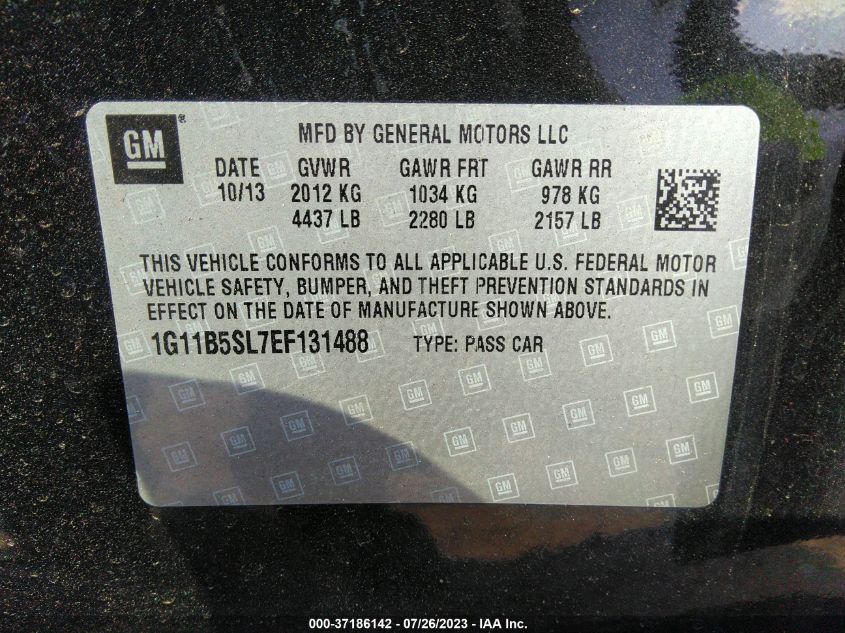 GM ®
MFD BY GENERAL MOTORS LLC
DATE GVWR GAWR FRT GAWR RR
10/13 2012 KG 1034 KG 978 KG
4437 LB 2280 LB 2157 LB
THIS VEHICLE CONFORMS TO ALL APPLICABLE U.S. FEDERAL MOTOR
VEHICLE SAFETY, BUMPER, AND THEFT PREVENTION STANDARDS IN
EFFECT ON THE DATE OF MANUFACTURE SHOWN ABOVE.
1G11B5SL7EF131488 TYPE: PASS CAR
000-37186142 - 07/26/2023 - IAA Inc.